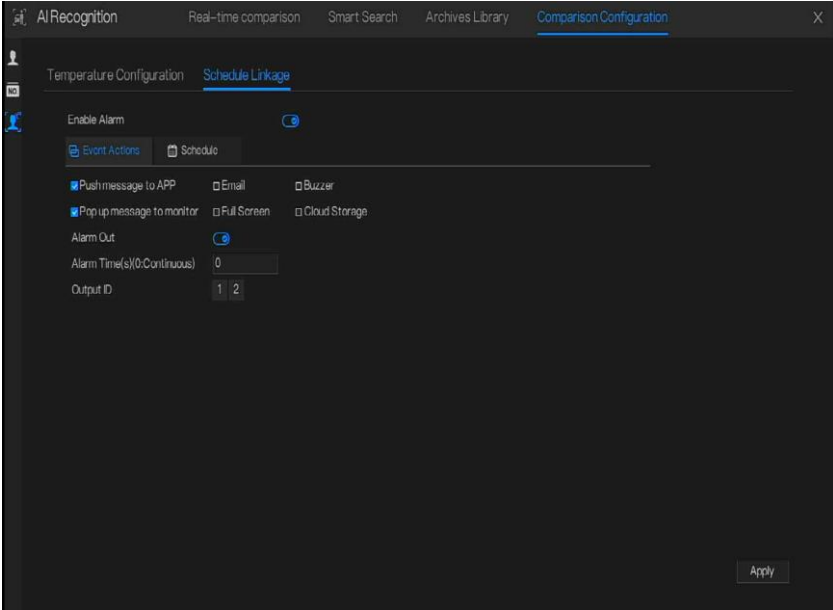 AI Recognition Real-time comparison Smart Search Archives Library Comparison Configuration X
Temperature Configuration Schedule Linkage
NO
Enable Alarm
Event Actions Schedule
Push message to APP Email Buzzer
Pop up message to monitor Full Screen Cloud Storage
Alarm Out
Alarm Time(s)(0:Continuous) 0
Output ID 1 2
Apply